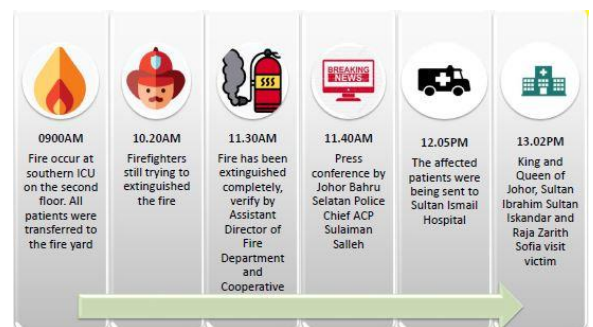 0900AM
Fire occur at
southern ICU
on the second
floor. All
patients were
transferred to
the fire yard
10.20AM
Firefighters
still trying to
extinguished
the fire
11.30AM
Fire has been
extinguished
completely,
verify by
Assistant
Director of
Fire
Department
and
Cooperative
BREAKING
NEWS
11.40AM
Press
conference by
Johor Bahru
Selatan Police
Chief ACP
Sulaiman
Salleh
12.05PM
The affected
patients were
being sent to
Sultan Ismail
Hospital
13.02PM
King and
Queen of
Johor, Sultan
Ibrahim Sultan
Iskandar and
Raja Zarith
Sofia visit
victim